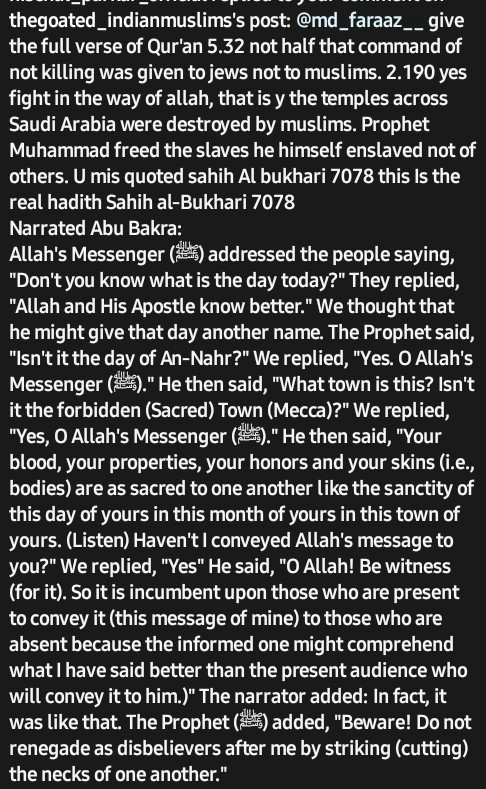 thegoated_indianmuslims's post: @md_faraaz__ give
the full verse of Qur'an 5.32 not half that command of
not killing was given to jews not to muslims. 2.190 yes
fight in the way of allah, that is y the temples across
Saudi Arabia were destroyed by muslims. Prophet
Muhammad freed the slaves he himself enslaved not of
others. U mis quoted sahih Al bukhari 7078 this Is the
real hadith Sahih al-Bukhari 7078
Narrated Abu Bakra:
Allah's Messenger (ﷺ) addressed the people saying,
"Don't you know what is the day today?" They replied,
"Allah and His Apostle know better." We thought that
he might give that day another name. The Prophet said,
"Isn't it the day of An-Nahr?" We replied, "Yes. O Allah's
Messenger (ﷺ)." He then said, "What town is this? Isn't
it the forbidden (Sacred) Town (Mecca)?" We replied,
"Yes, O Allah's Messenger (ﷺ)." He then said, "Your
blood, your properties, your honors and your skins (i.e.,
bodies) are as sacred to one another like the sanctity of
this day of yours in this month of yours in this town of
yours. (Listen) Haven't I conveyed Allah's message to
you?" We replied, "Yes" He said, "O Allah! Be witness
(for it). So it is incumbent upon those who are present
to convey it (this message of mine) to those who are
absent because the informed one might comprehend
what I have said better than the present audience who
will convey it to him.)" The narrator added: In fact, it
was like that. The Prophet (ﷺ) added, "Beware! Do not
renegade as disbelievers after me by striking (cutting)
the necks of one another."